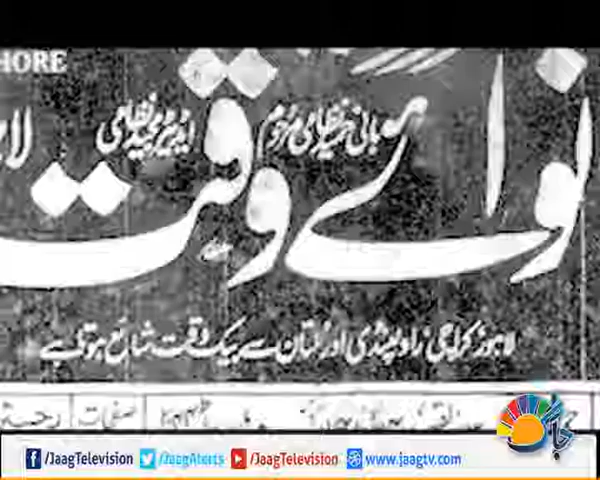 HORE
نوائے وقت
بانی حمید نظامی مرحوم
ایڈیٹر مجید نظامی
لاہور کراچی راولپنڈی اور ملتان سے بیک وقت شائع ہوتا ہے
صفحات
جاگ
/JaagTelevision /JaagAlerts /JaagTelevision www.jaagtv.com